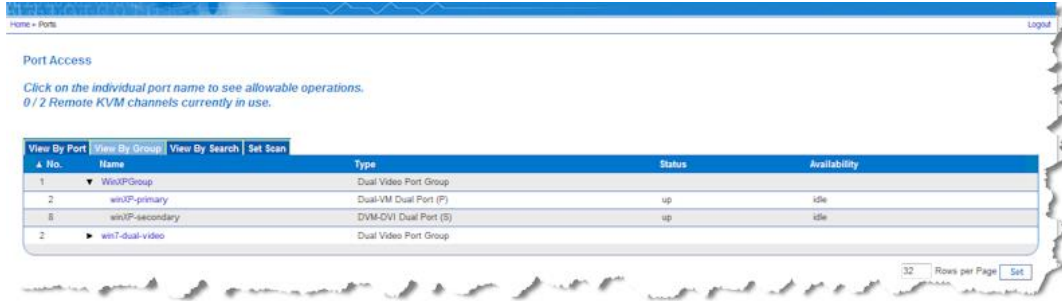 Home » Ports Logout
Port Access
Click on the individual port name to see allowable operations.
0 / 2 Remote KVM channels currently in use.
View By Port View By Group View By Search Set Scan
▲ No. Name Type Status Availability
1 ▼ WinXPGroup Dual Video Port Group
2 winXP-primary Dual-VM Dual Port (P) up idle
8 winXP-secondary DVM-DVI Dual Port (S) up idle
2 ► win7-dual-video Dual Video Port Group
32 Rows per Page Set